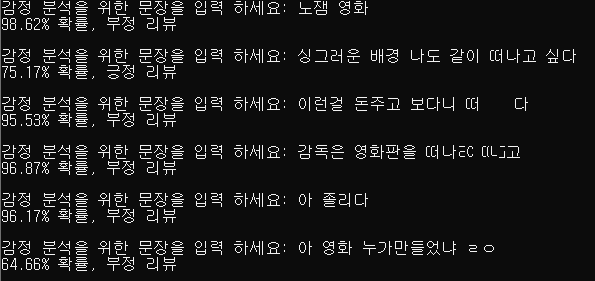 감정 분석을 위한 문장을 입력 하세요: 노잼 영화
98.62% 확률, 부정 리뷰
감정 분석을 위한 문장을 입력 하세요: 싱그러운 배경 나도 같이 떠나고 싶다
75.17% 확률, 긍정 리뷰
감정 분석을 위한 문장을 입력 하세요: 이런걸 돈주고 보다니 떠 다
95.53% 확률, 부정 리뷰
감정 분석을 위한 문장을 입력 하세요: 감독은 영화판을
96.87% 확률, 부정 리뷰
감정 분석을 위한 문장을 입력 하세요: 아 졸리다
96.17% 확률, 부정 리뷰
감정 분석을 위한 문장을 입력 하세요: 아 영화 누가만들었냐 ㄹㅇ
64.66% 확률, 부정 리뷰